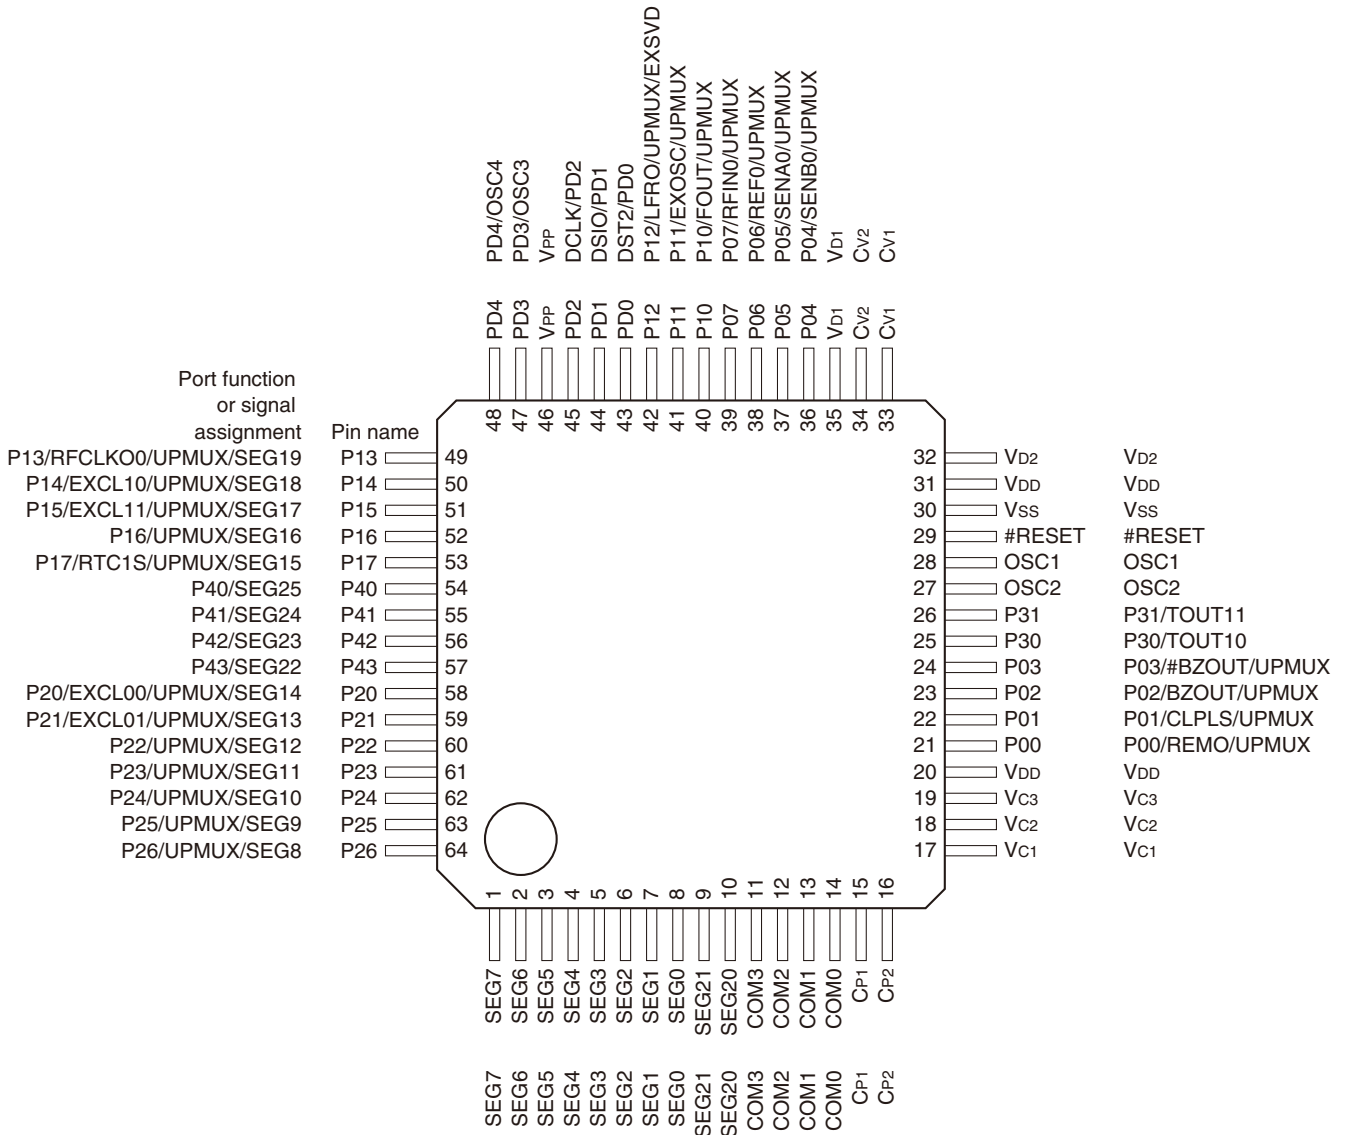 PD4/OSC4
PD3/OSC3
VPP
DCLK/PD2
DSIO/PD1
DST2/PD0
P12/LFRO/UPMUX/EXSVD
P11/EXOSC/UPMUX
P10/FOUT/UPMUX
P07/RFIN0/UPMUX
P06/REF0/UPMUX
P05/SENA0/UPMUX
P04/SENB0/UPMUX
VD1
CV2
CV1
PD4
PD3
VPP
PD2
PD1
PD0
P12
P11
P10
P07
P06
P05
P04
VD1
CV2
CV1
48
47
46
45
44
43
42
41
40
39
38
37
36
35
34
33
Port function
or signal
assignment
Pin name
P13/RFCLKO0/UPMUX/SEG19 P13 49
P14/EXCL10/UPMUX/SEG18 P14 50
P15/EXCL11/UPMUX/SEG17 P15 51
P16/UPMUX/SEG16 P16 52
P17/RTC1S/UPMUX/SEG15 P17 53
P40/SEG25 P40 54
P41/SEG24 P41 55
P42/SEG23 P42 56
P43/SEG22 P43 57
P20/EXCL00/UPMUX/SEG14 P20 58
P21/EXCL01/UPMUX/SEG13 P21 59
P22/UPMUX/SEG12 P22 60
P23/UPMUX/SEG11 P23 61
P24/UPMUX/SEG10 P24 62
P25/UPMUX/SEG9 P25 63
P26/UPMUX/SEG8 P26 64
32 VD2 VD2
31 VDD VDD
30 VSS VSS
29 #RESET #RESET
28 OSC1 OSC1
27 OSC2 OSC2
26 P31 P31/TOUT11
25 P30 P30/TOUT10
24 P03 P03/#BZOUT/UPMUX
23 P02 P02/BZOUT/UPMUX
22 P01 P01/CLPLS/UPMUX
21 P00 P00/REMO/UPMUX
20 VDD VDD
19 VC3 VC3
18 VC2 VC2
17 VC1 VC1
1
2
3
4
5
6
7
8
9
10
11
12
13
14
15
16
SEG7
SEG6
SEG5
SEG4
SEG3
SEG2
SEG1
SEG0
SEG21
SEG20
COM3
COM2
COM1
COM0
CP1
CP2
SEG7
SEG6
SEG5
SEG4
SEG3
SEG2
SEG1
SEG0
SEG21
SEG20
COM3
COM2
COM1
COM0
CP1
CP2